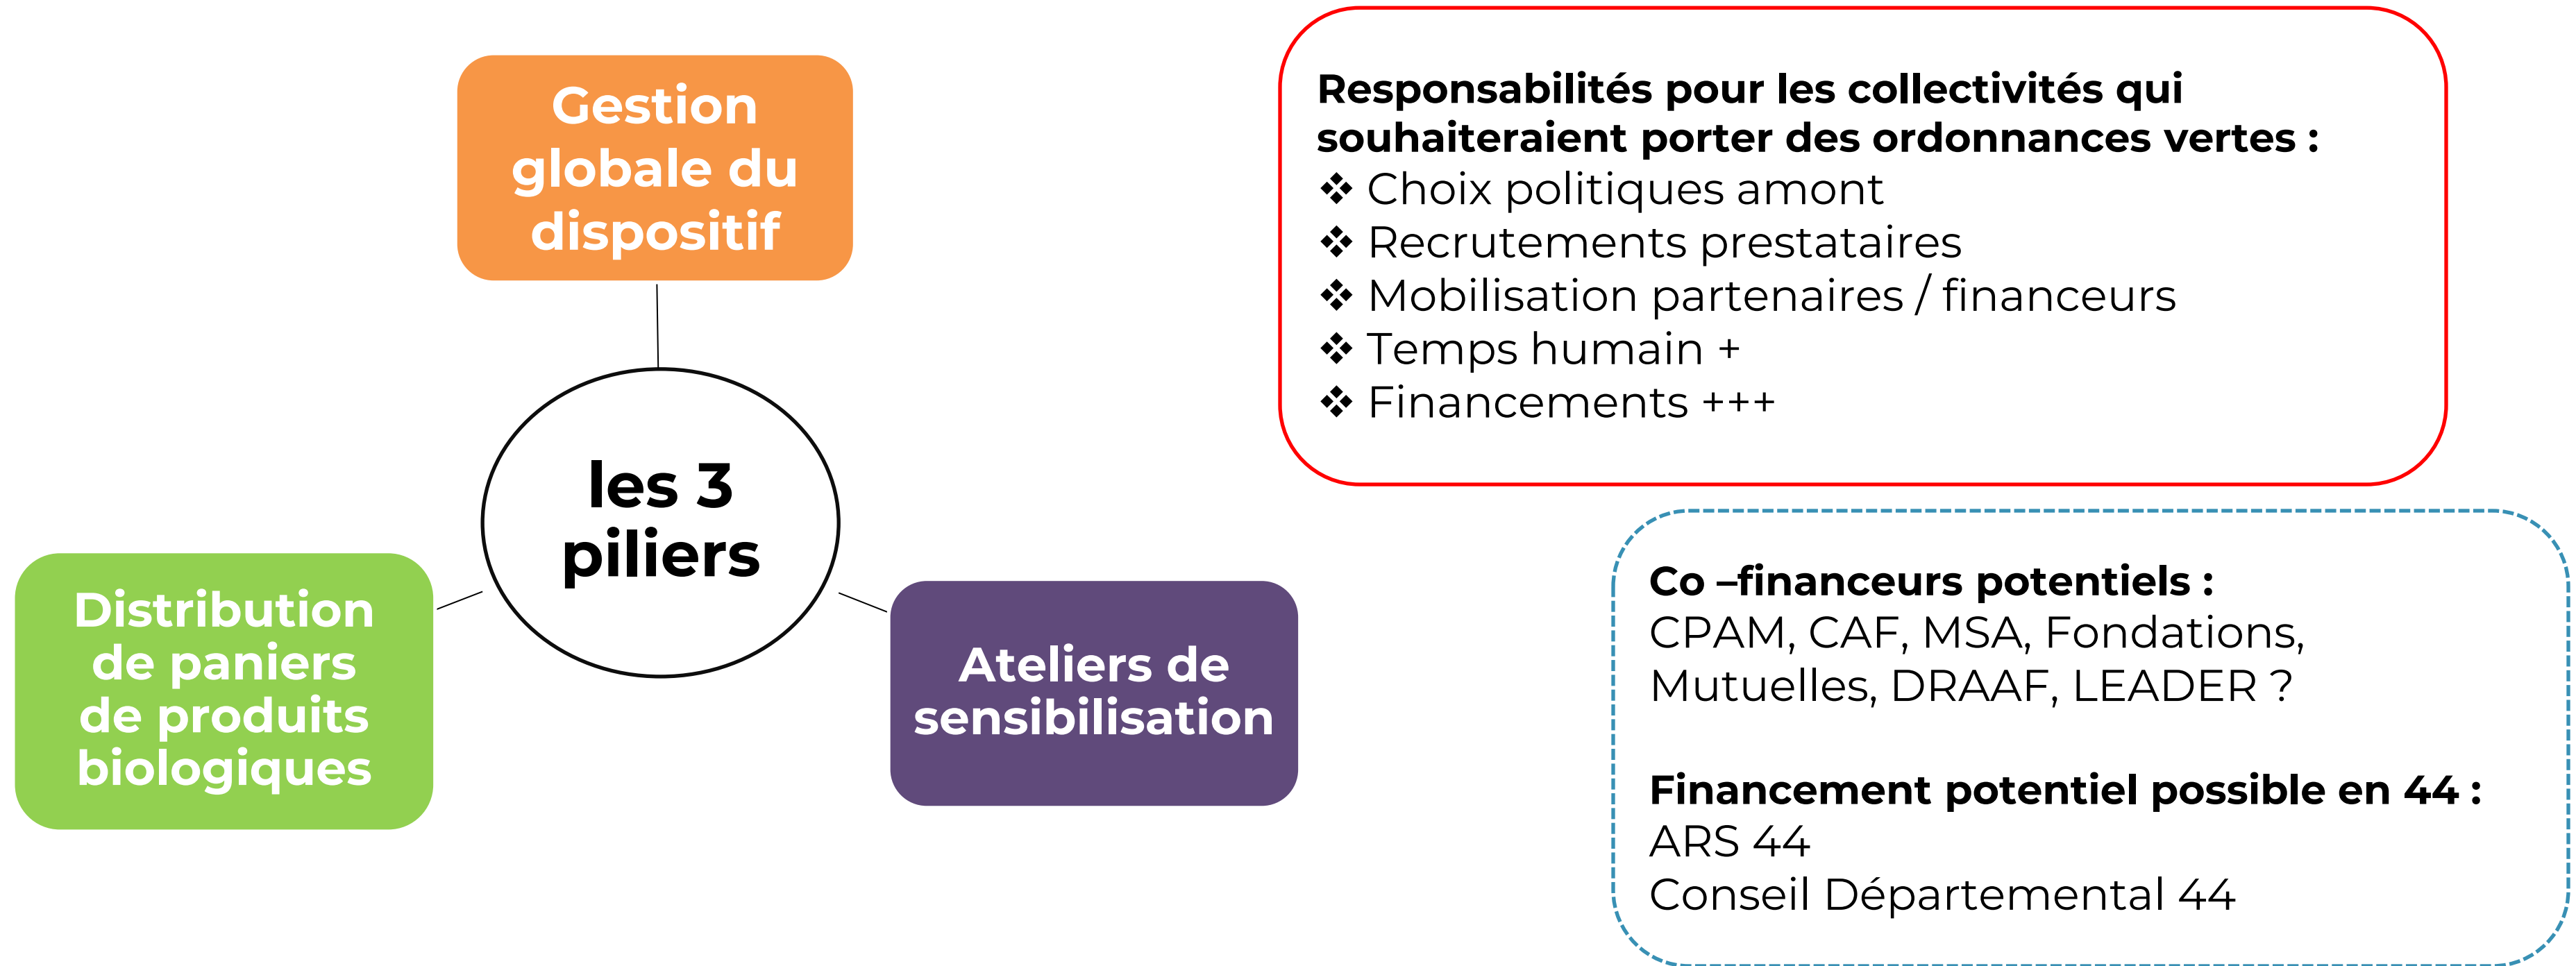 Gestion
globale du
dispositif
les 3
piliers
Distribution
de paniers
de produits
biologiques
Ateliers de
sensibilisation
Responsabilités pour les collectivités qui
souhaiteraient porter des ordonnances vertes :
❖ Choix politiques amont
❖ Recrutements prestataires
❖ Mobilisation partenaires / financeurs
❖ Temps humain +
❖ Financements +++
Co –financeurs potentiels :
CPAM, CAF, MSA, Fondations,
Mutuelles, DRAAF, LEADER ?
Financement potentiel possible en 44 :
ARS 44
Conseil Départemental 44